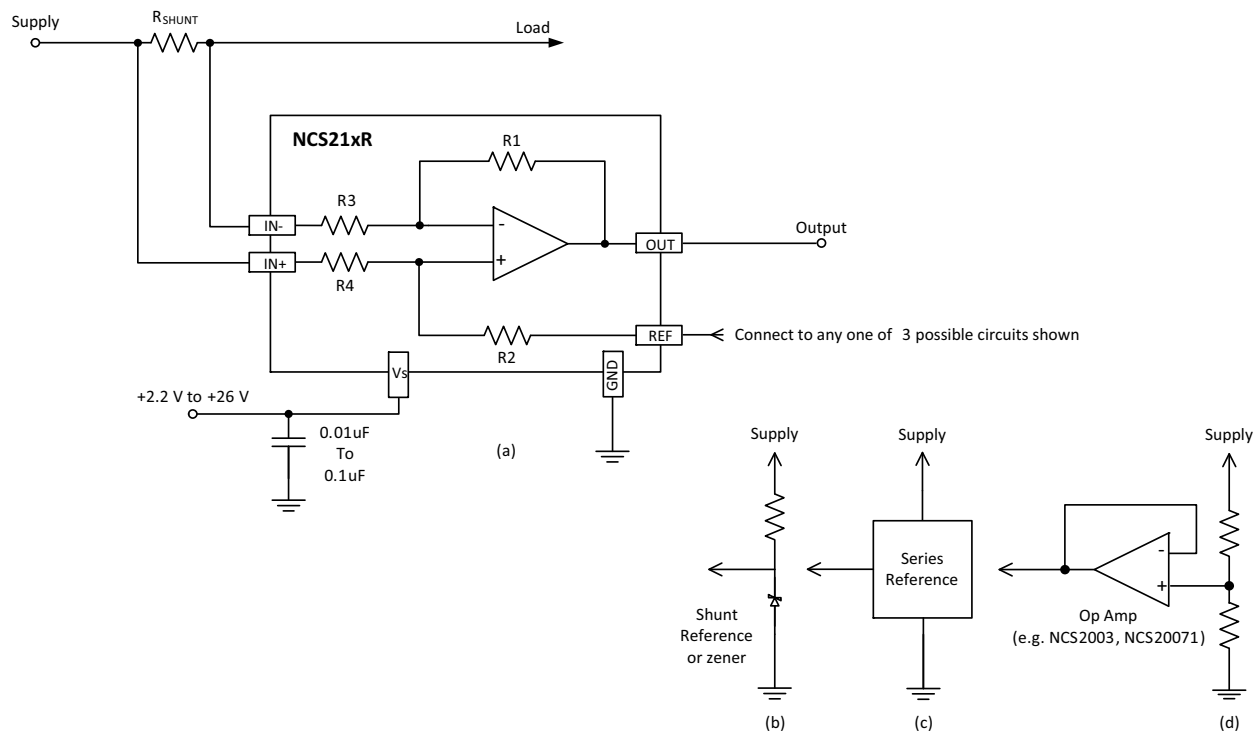 Supply
RSHUNT
Load
NCS21xR
R1
R3
IN-
-
Output
OUT
IN+
+
R4
REF
Connect to any one of 3 possible circuits shown
R2
Vs
GND
+2.2 V to +26 V
0.01uF
To
0.1uF
(a)
Supply
Supply
Supply
Series
Reference
-
+
Shunt
Reference
or zener
Op Amp
(e.g. NCS2003, NCS20071)
(b)
(c)
(d)